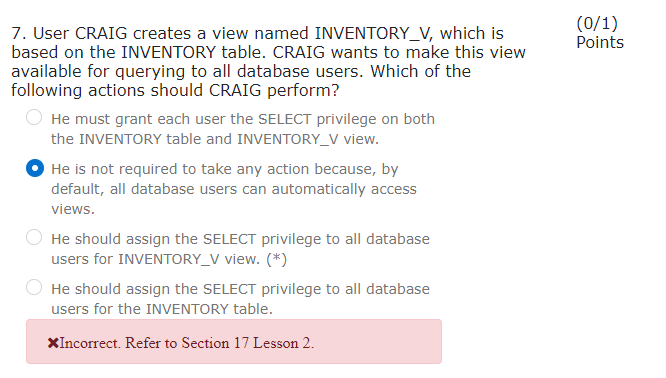 7. User CRAIG creates a view named INVENTORY_V, which is
based on the INVENTORY table. CRAIG wants to make this view
available for querying to all database users. Which of the
following actions should CRAIG perform?
(0/1)
Points
He must grant each user the SELECT privilege on both
the INVENTORY table and INVENTORY_V view.
He is not required to take any action because, by
default, all database users can automatically access
views.
He should assign the SELECT privilege to all database
users for INVENTORY_V view. (*)
He should assign the SELECT privilege to all database
users for the INVENTORY table.
✖Incorrect. Refer to Section 17 Lesson 2.